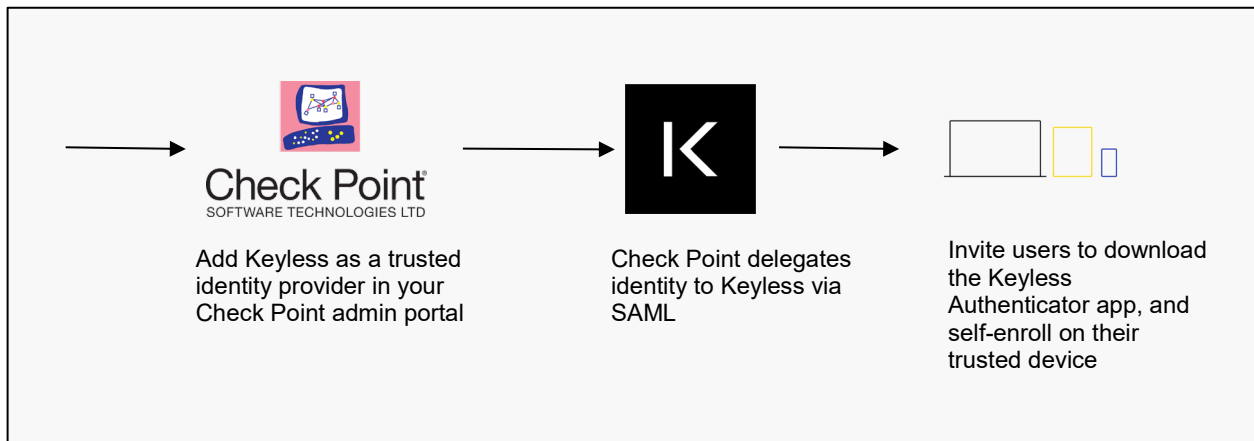 Check Point®
SOFTWARE TECHNOLOGIES LTD
Add Keyless as a trusted
identity provider in your
Check Point admin portal
K
Check Point delegates
identity to Keyless via
SAML
Invite users to download
the Keyless
Authenticator app, and
self-enroll on their
trusted device